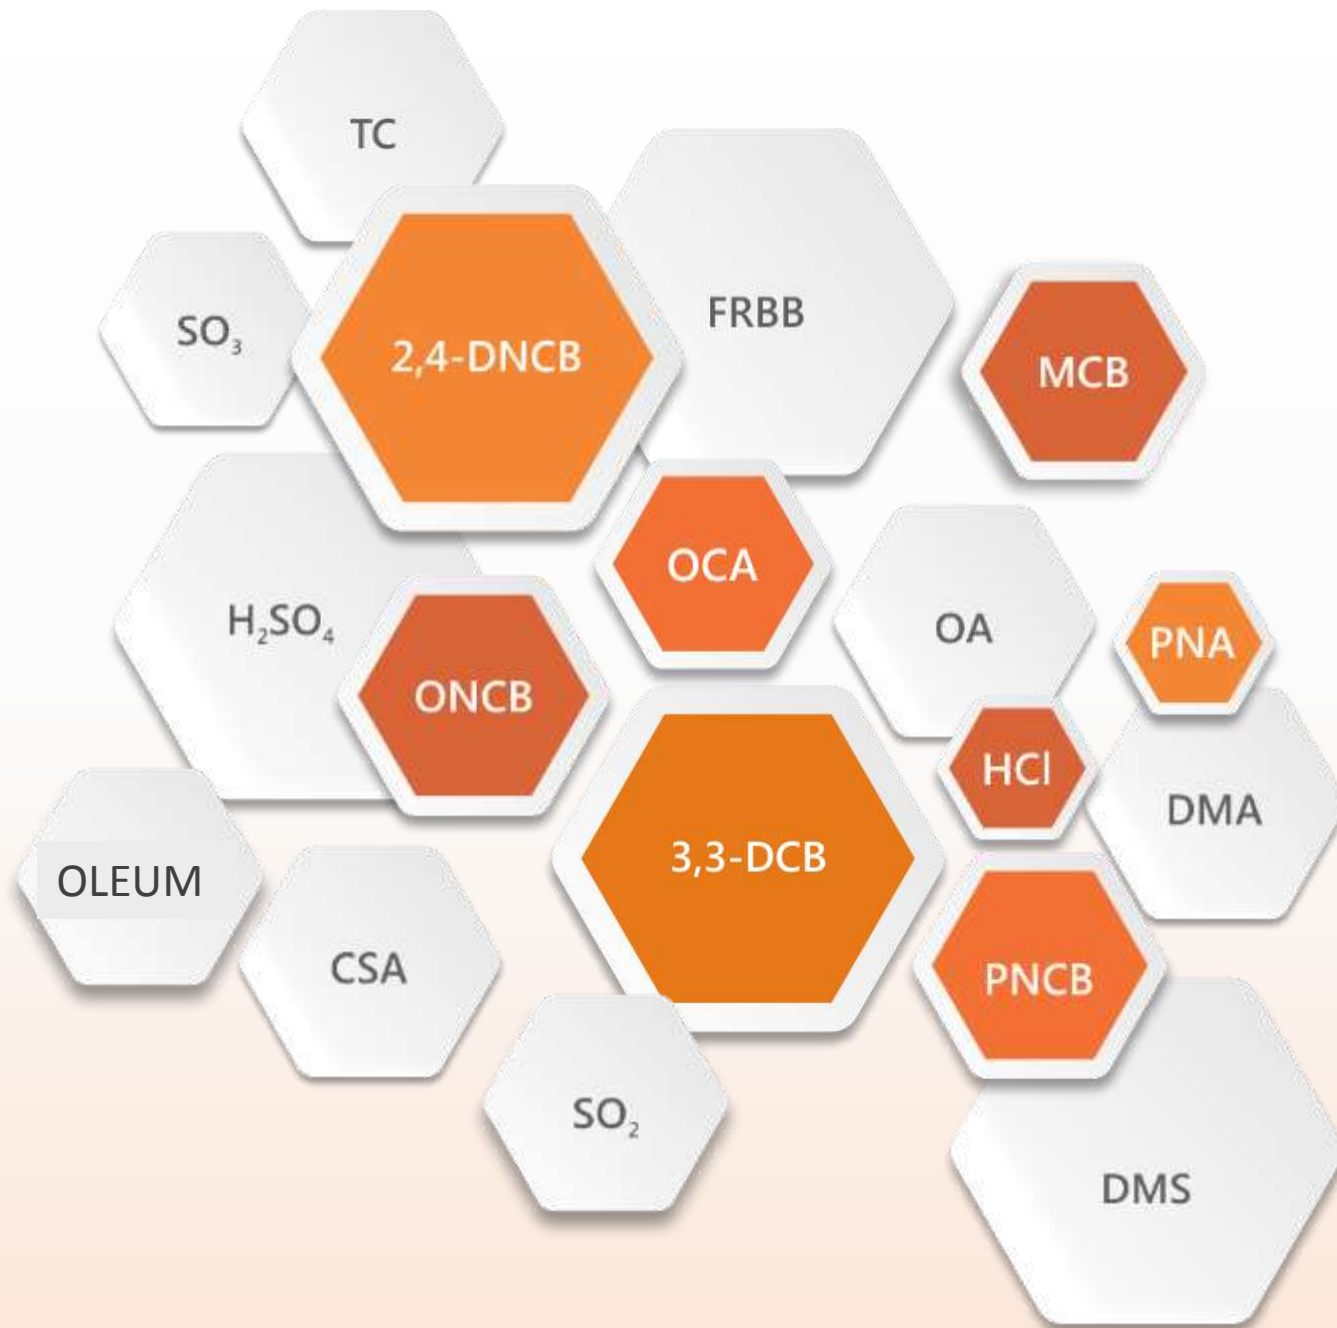 TC
FRBB
SO₃
2,4-DNCB
MCB
OCA
H₂SO₄
OA
PNA
ONCB
HCl
DMA
3,3-DCB
OLEUM
CSA
PNCB
SO₂
DMS